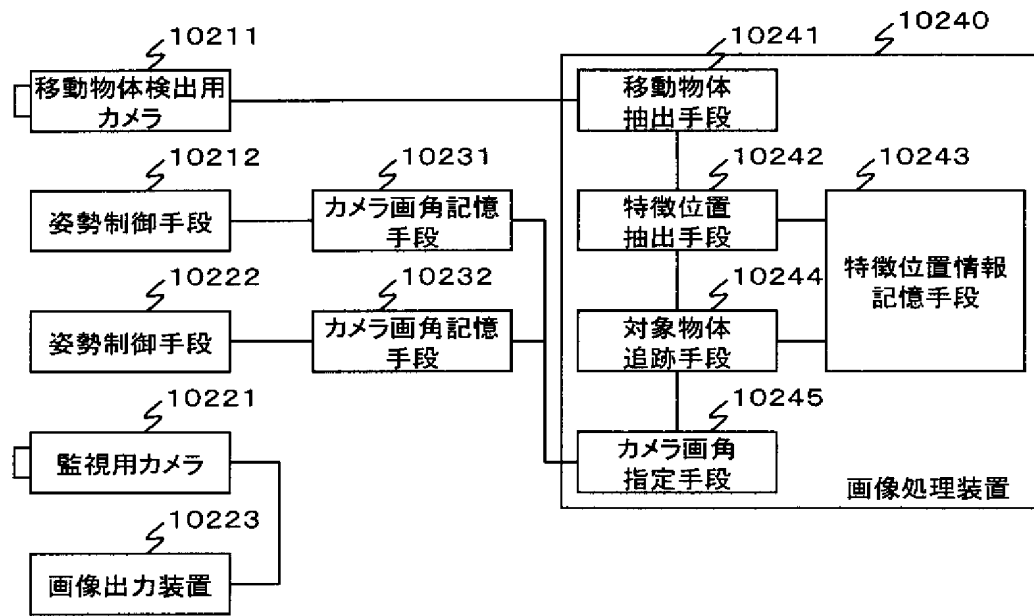 10211
移動物体検出用
カメラ
10212
姿勢制御手段
10231
カメラ画角記憶
手段
10222
姿勢制御手段
10232
カメラ画角記憶
手段
10221
監視用カメラ
10223
画像出力装置
10240
10241
移動物体
抽出手段
10242
特徴位置
抽出手段
10243
特徴位置情報
記憶手段
10244
対象物体
追跡手段
10245
カメラ画角
指定手段
画像処理装置